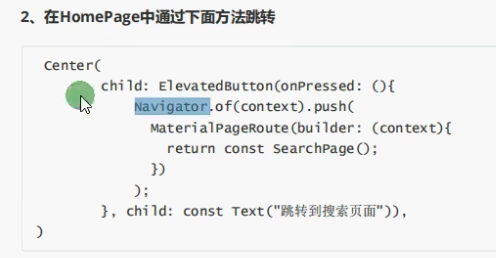 2、在HomePage中通过下面方法跳转
Center(
child: ElevatedButton(onPressed: (){
Navigator.of(context).push(
MaterialPageRoute(builder: (context){
return const SearchPage();
})
);
}, child: const Text("跳转到搜索页面")),
)